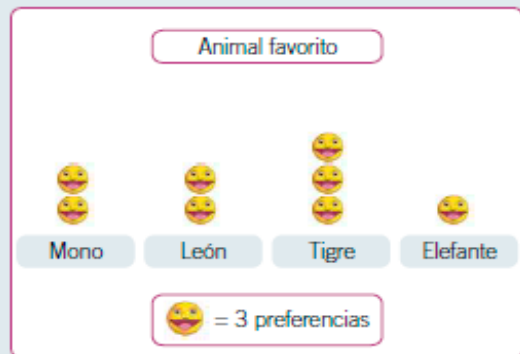 Animal favorito
Mono León Tigre Elefante
= 3 preferencias